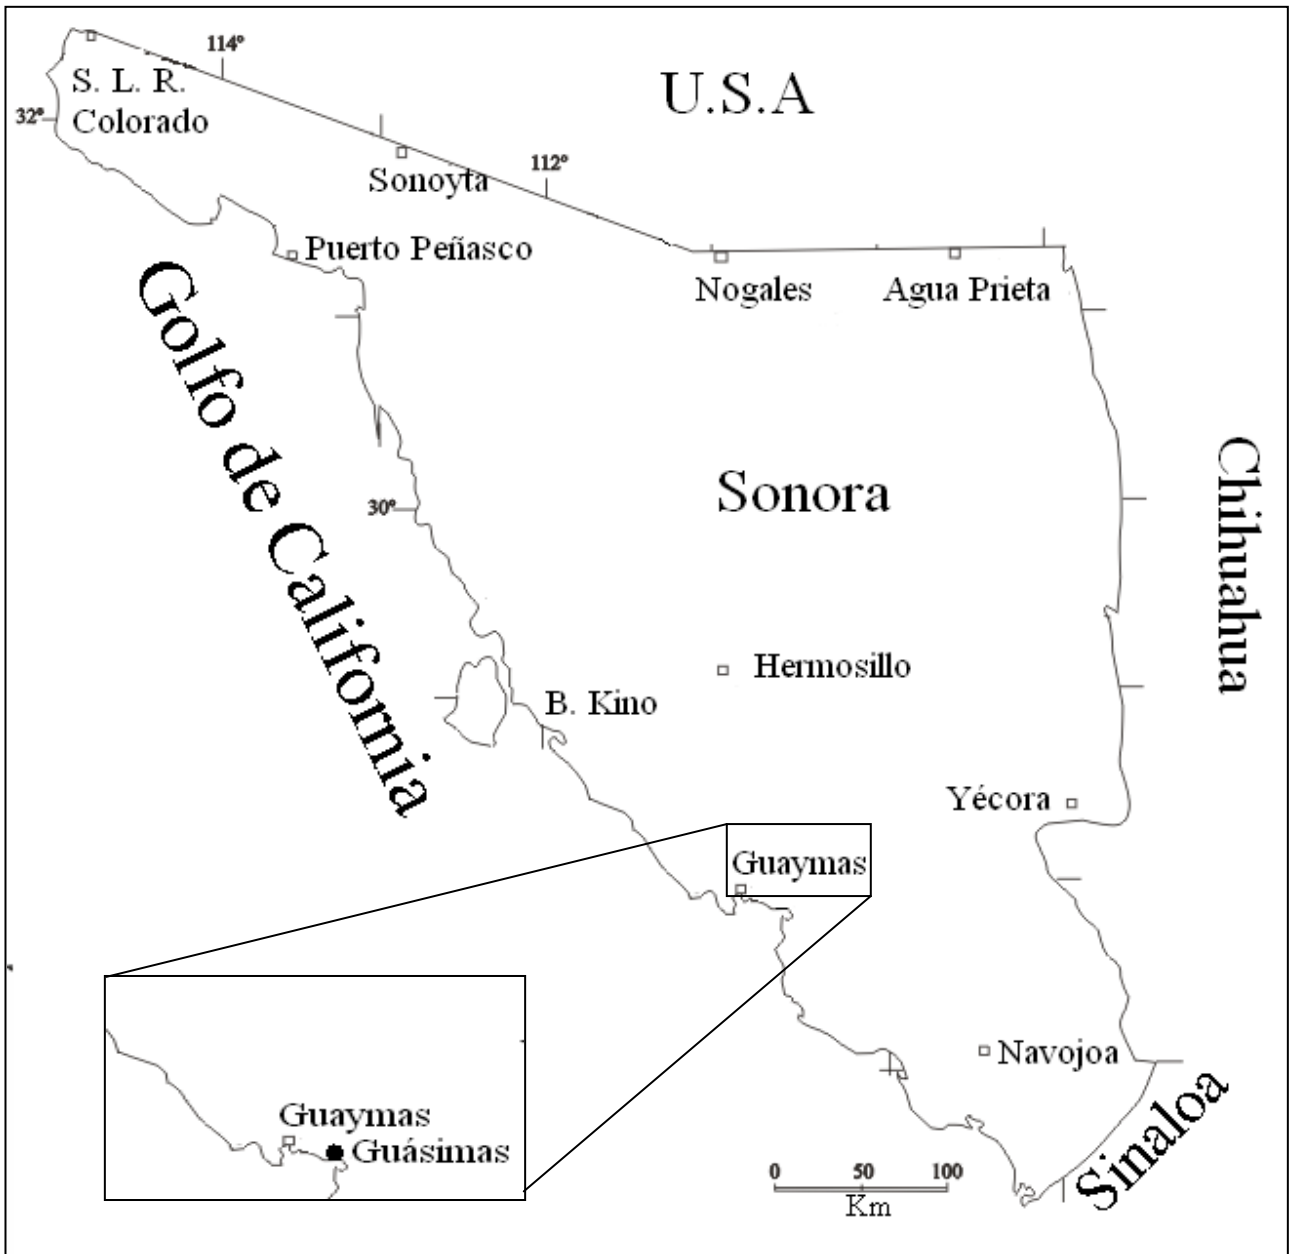 114°
U.S.A
S. L. R.
Colorado
32°
Sonoyta
112°
Puerto Peñasco
Nogales
Agua Prieta
Golfo de California
Sonora
Chihuahua
30°
Hermosillo
B. Kino
Yécora
Guaymas
Navojoa
Sinaloa
Guaymas
Guásimas
0 50 100
Km